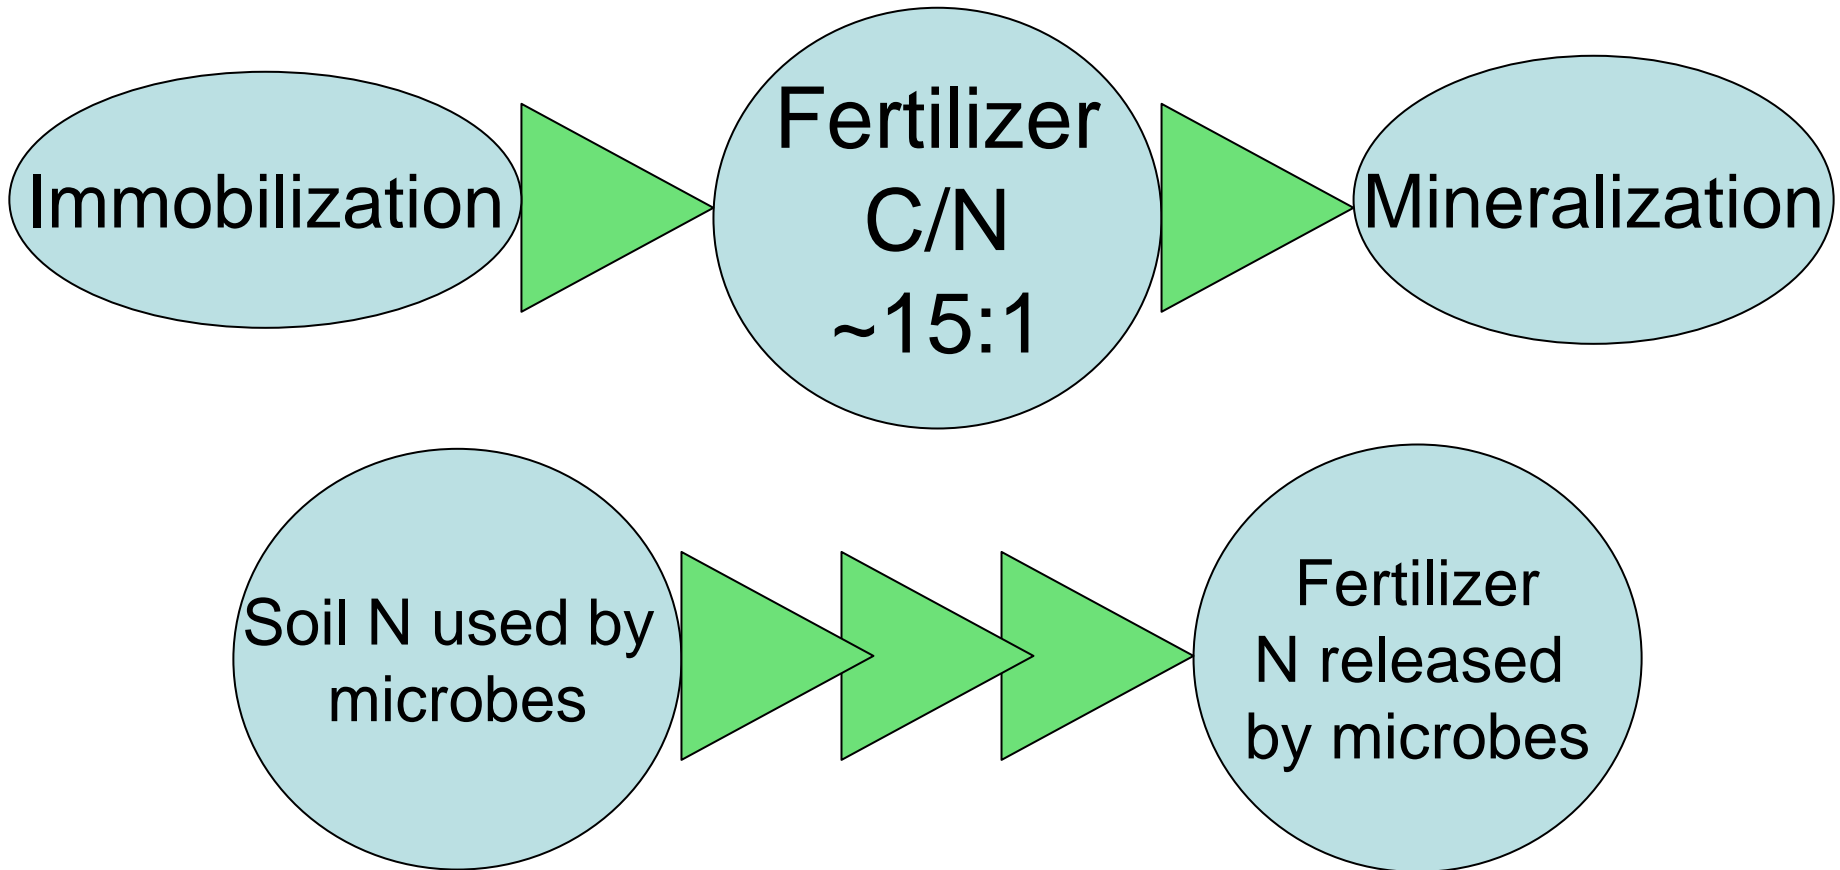 Immobilization
Fertilizer
C/N
~15:1
Mineralization
Soil N used by
microbes
Fertilizer
N released
by microbes